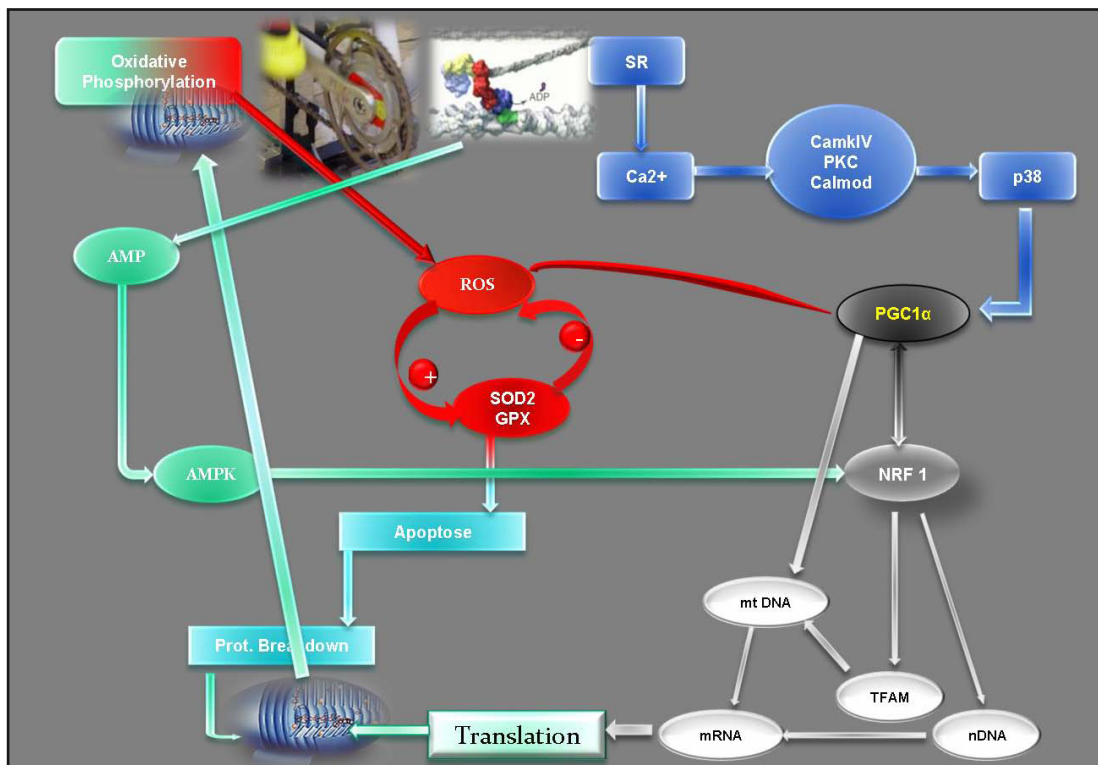 Oxidative
Phosphorylation
ADP
SR
Ca2+
CamkIV
PKC
Calmod
p38
AMP
ROS
PGC1α
+
-
SOD2
GPX
AMPK
NRF 1
Apoptose
mt DNA
Prot. Breakdown
TFAM
Translation
mRNA
nDNA